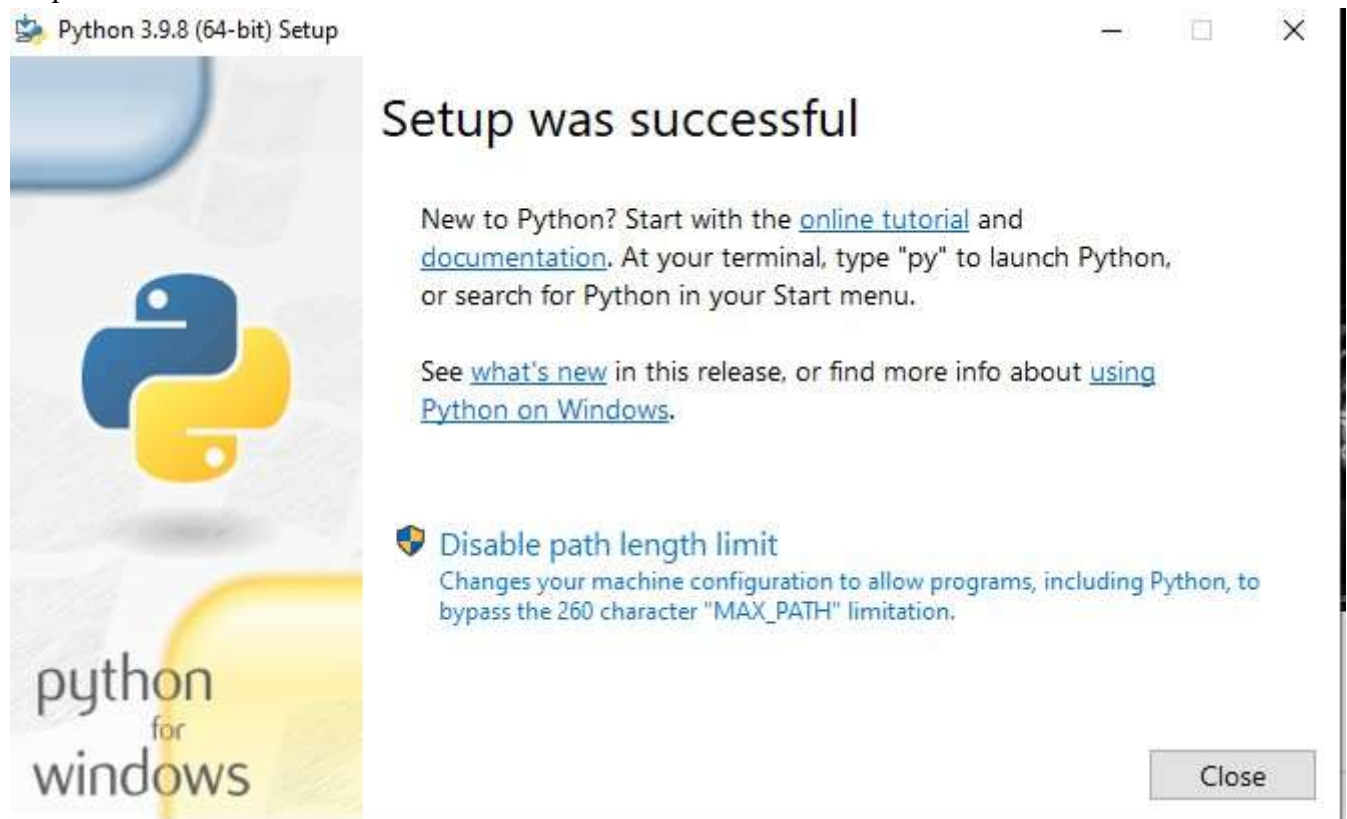 Python 3.9.8 (64-bit) Setup
Setup was successful
New to Python? Start with the online tutorial and
documentation. At your terminal, type "py" to launch Python,
or search for Python in your Start menu.
See what's new in this release, or find more info about using
Python on Windows.
Disable path length limit
Changes your machine configuration to allow programs, including Python, to
bypass the 260 character "MAX_PATH" limitation.
python
for
windows
Close